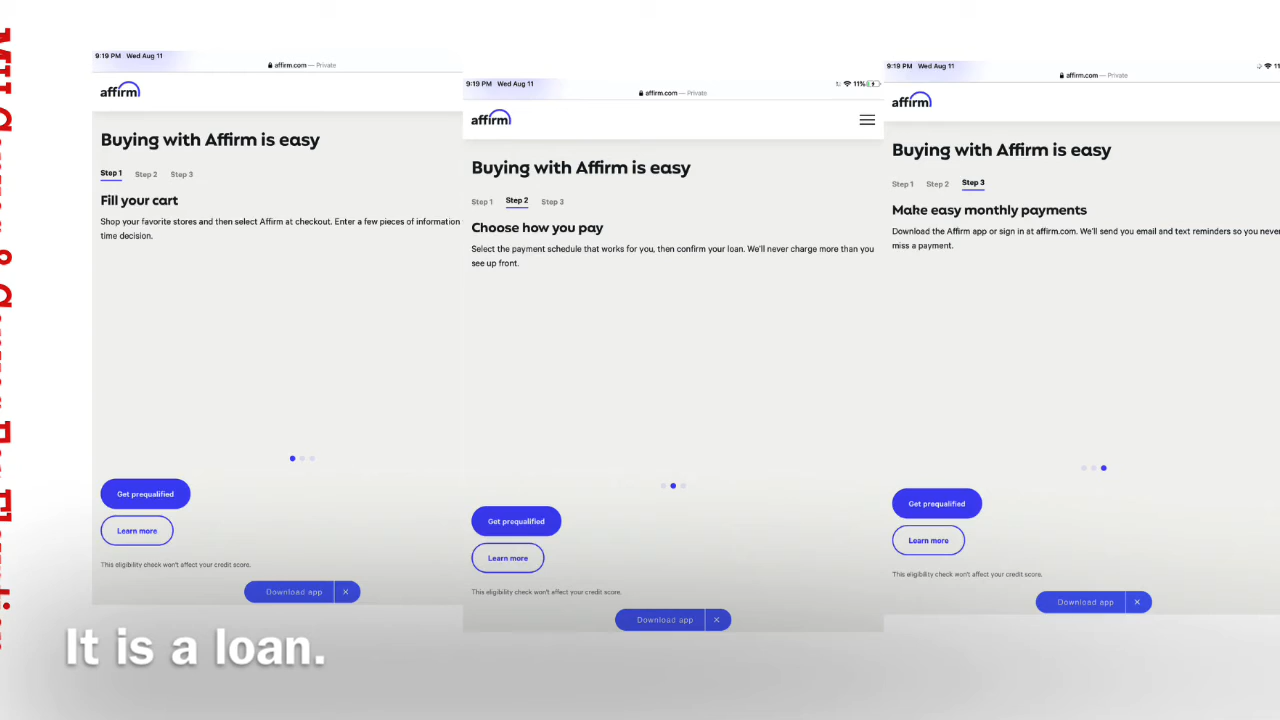 9:19 PM Wed Aug 11
affirm.com — Private
affirm
Buying with Affirm is easy
Step 1 Step 2 Step 3
Fill your cart
Shop your favorite stores and then select Affirm at checkout. Enter a few pieces of information
time decision.
Get prequalified
Learn more
This eligibility check won't affect your credit score.
Download app ×
9:19 PM Wed Aug 11
11%
affirm.com — Private
affirm
Buying with Affirm is easy
Step 1 Step 2 Step 3
Choose how you pay
Select the payment schedule that works for you, then confirm your loan. We'll never charge more than you
see up front.
Get prequalified
Learn more
This eligibility check won't affect your credit score.
Download app ×
9:19 PM Wed Aug 11
11
affirm.com — Private
affirm
Buying with Affirm is easy
Step 1 Step 2 Step 3
Make easy monthly payments
Download the Affirm app or sign in at affirm.com. We'll send you email and text reminders so you never
miss a payment.
Get prequalified
Learn more
This eligibility check won't affect your credit score.
Download app ×
It is a loan.